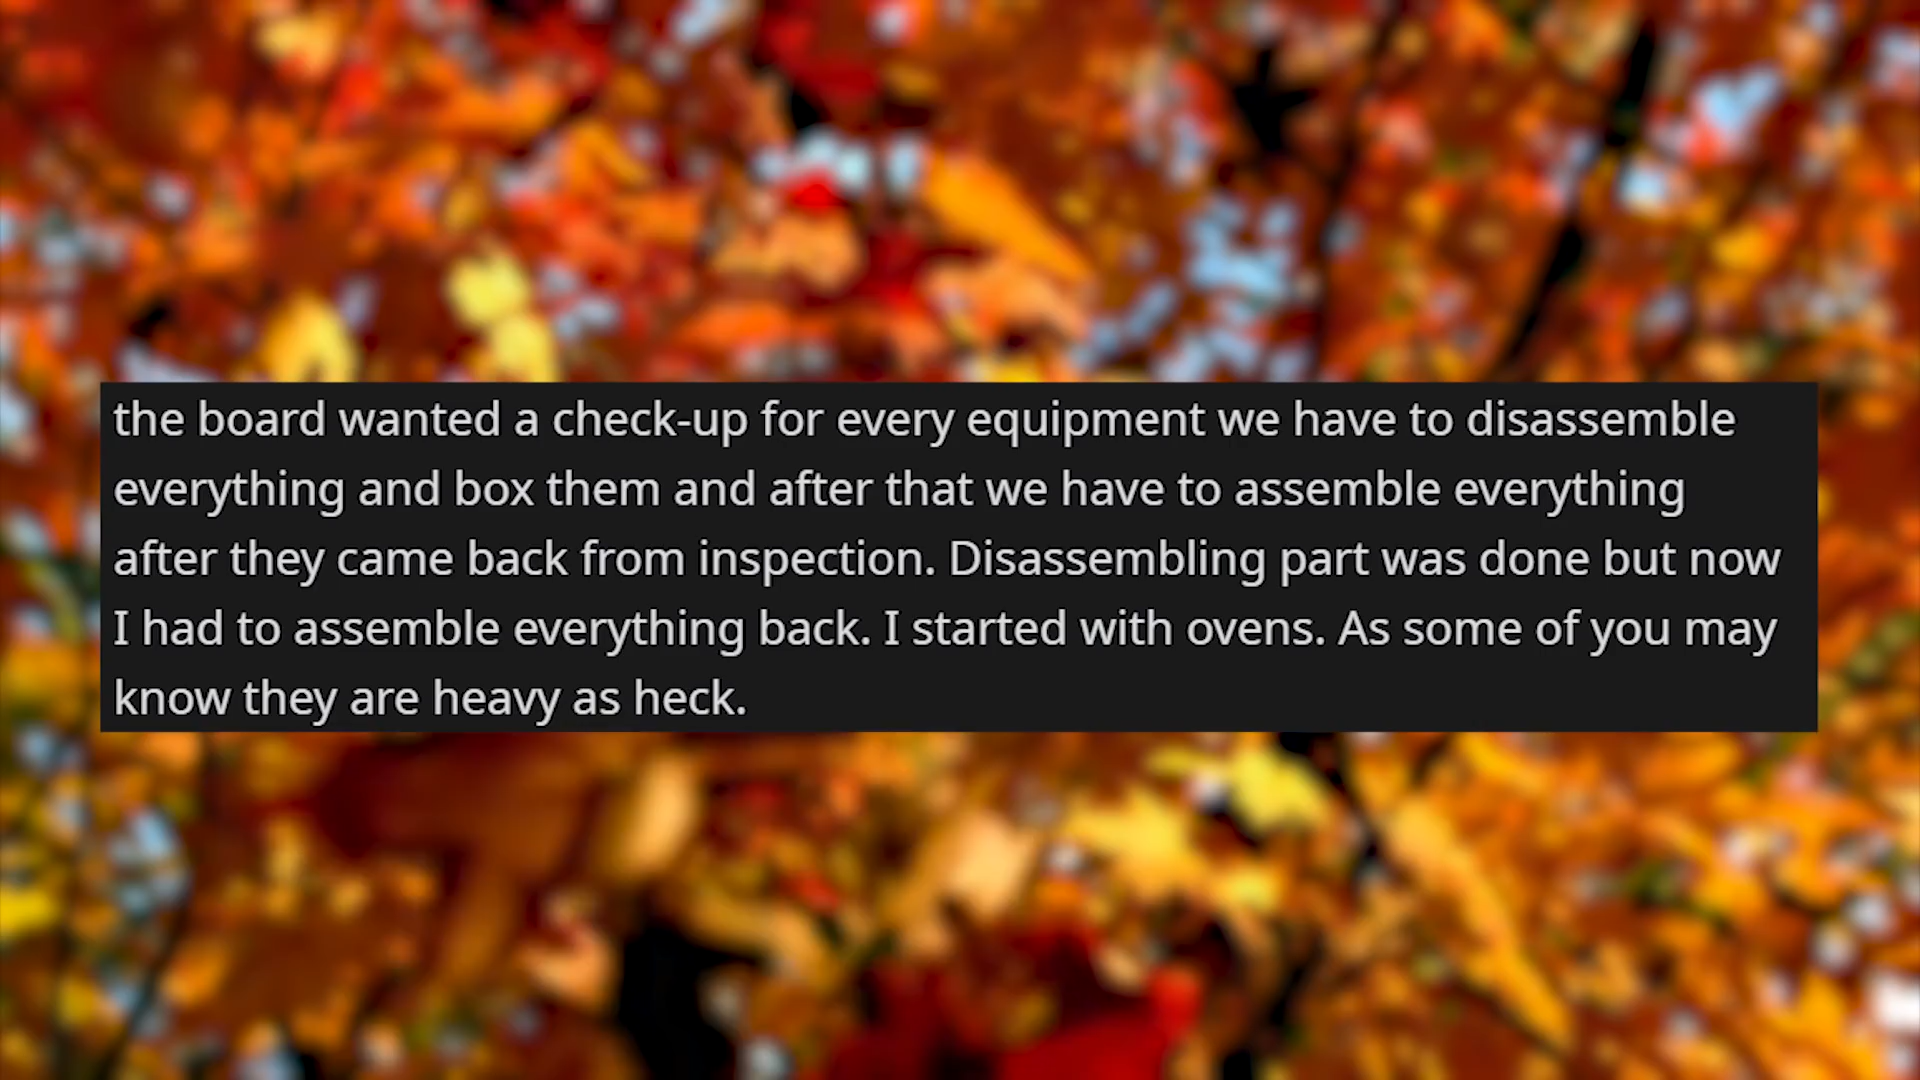 the board wanted a check-up for every equipment we have to disassemble
everything and box them and after that we have to assemble everything
after they came back from inspection. Disassembling part was done but now
I had to assemble everything back. I started with ovens. As some of you may
know they are heavy as heck.